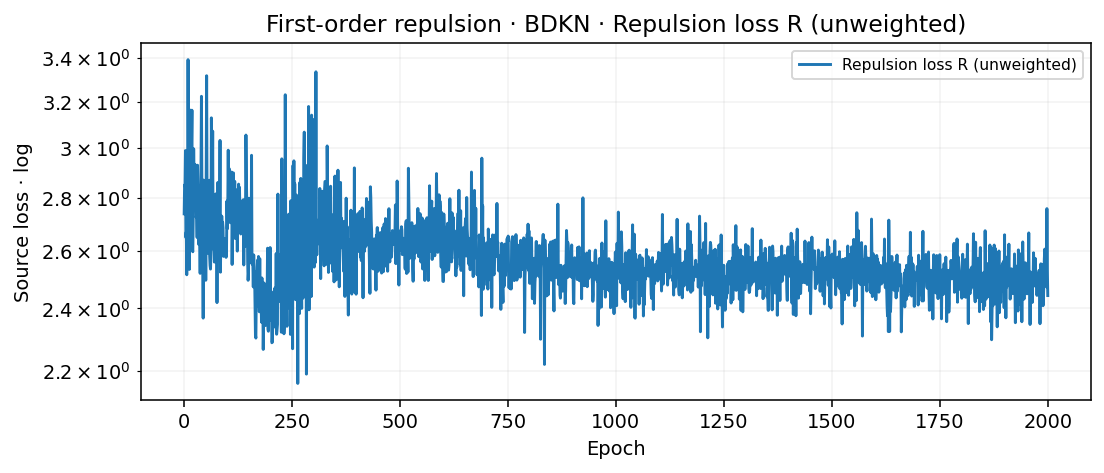 First-order repulsion · BDKN · Repulsion loss R (unweighted)
Repulsion loss R (unweighted)
Source loss · log
3.4 × 10⁰
3.2 × 10⁰
3 × 10⁰
2.8 × 10⁰
2.6 × 10⁰
2.4 × 10⁰
2.2 × 10⁰
0 250 500 750 1000 1250 1500 1750 2000
Epoch